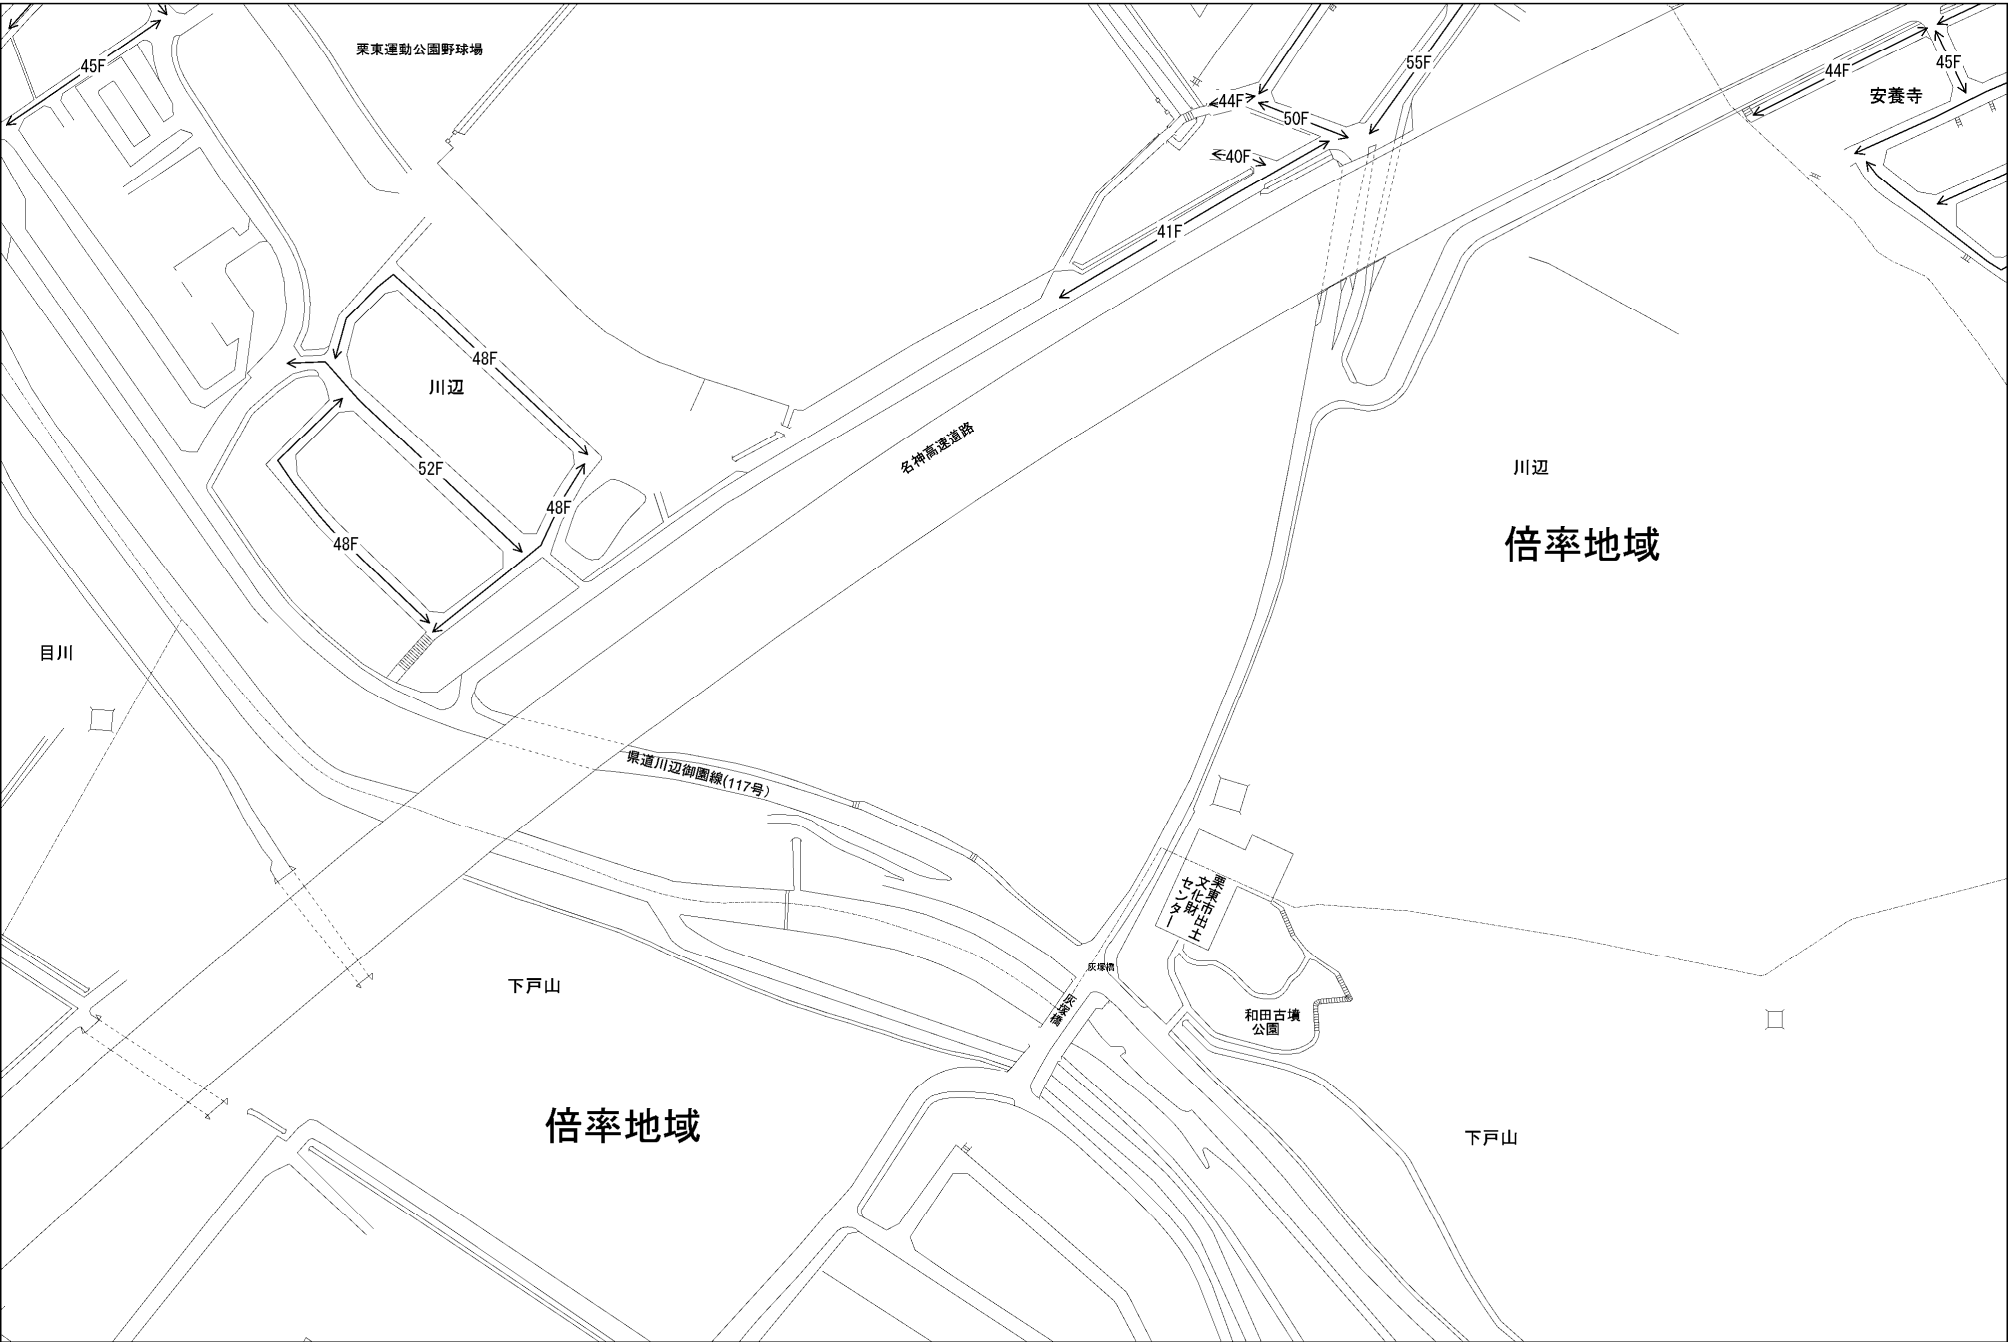 栗東運動公園野球場
45F
55F
44F
50F
40F
41F
44F
45F
安養寺
48F
川辺
52F
48F
48F
名神高速道路
川辺
倍率地域
目川
県道川辺御園線(117号)
栗東市出土
文化財
センター
灰塚橋
灰塚橋
下戸山
和田古墳
公園
倍率地域
下戸山